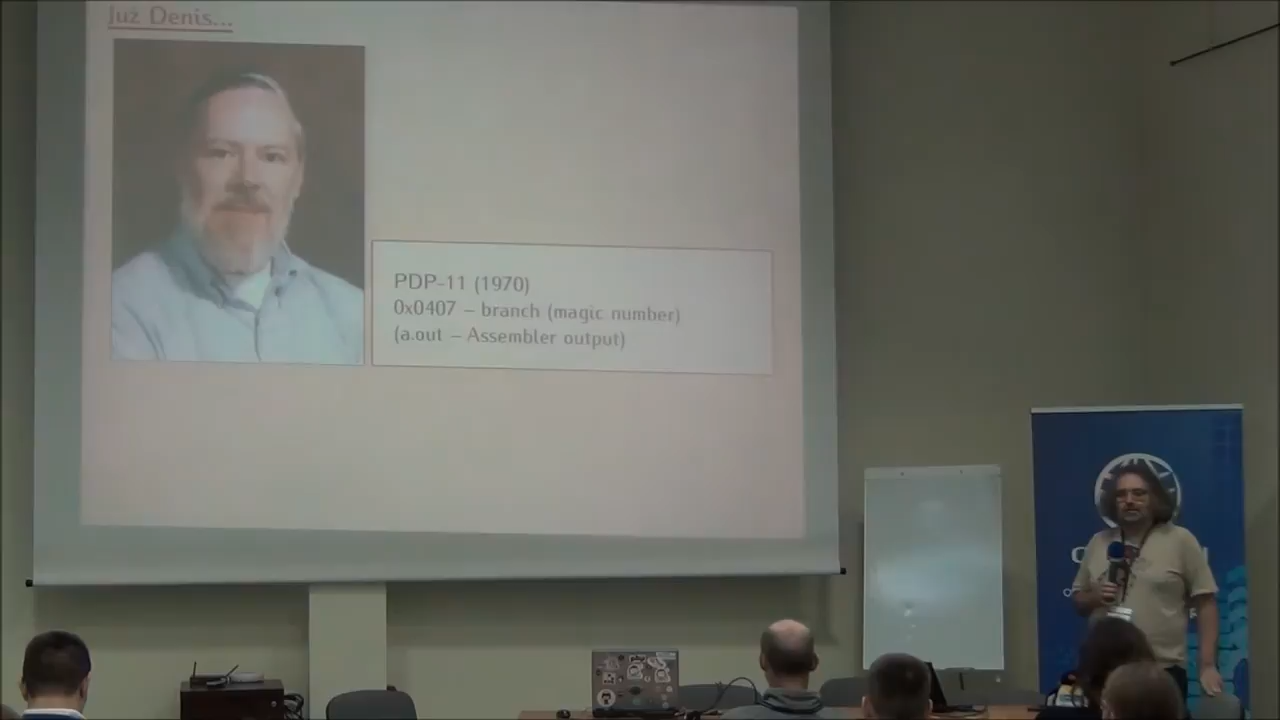 Już Denis...
PDP-11 (1970)
0x0407 – branch (magic number)
(a.out – Assembler output)